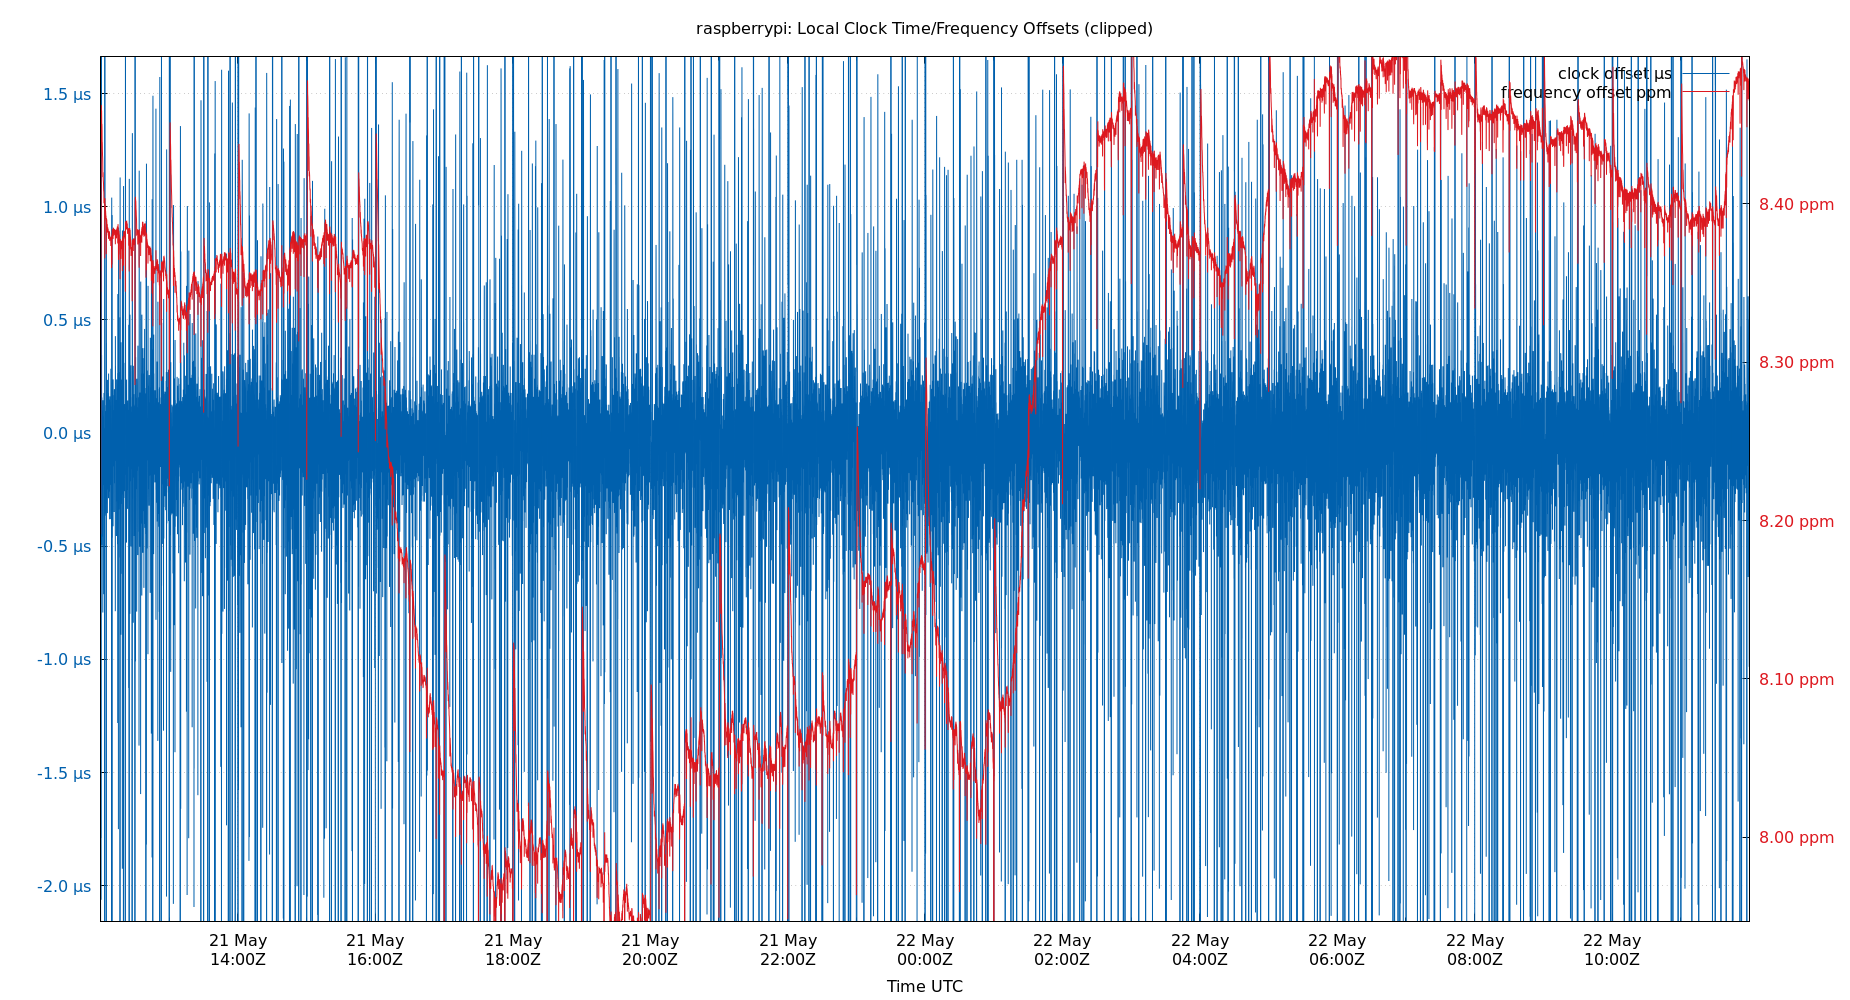 raspberrypi: Local Clock Time/Frequency Offsets (clipped)
clock offset µs
frequency offset ppm
1.5 µs
1.0 µs
0.5 µs
0.0 µs
-0.5 µs
-1.0 µs
-1.5 µs
-2.0 µs
8.40 ppm
8.30 ppm
8.20 ppm
8.10 ppm
8.00 ppm
21 May 21 May 21 May 21 May 21 May 22 May 22 May 22 May 22 May 22 May 22 May
14:00Z 16:00Z 18:00Z 20:00Z 22:00Z 00:00Z 02:00Z 04:00Z 06:00Z 08:00Z 10:00Z
Time UTC